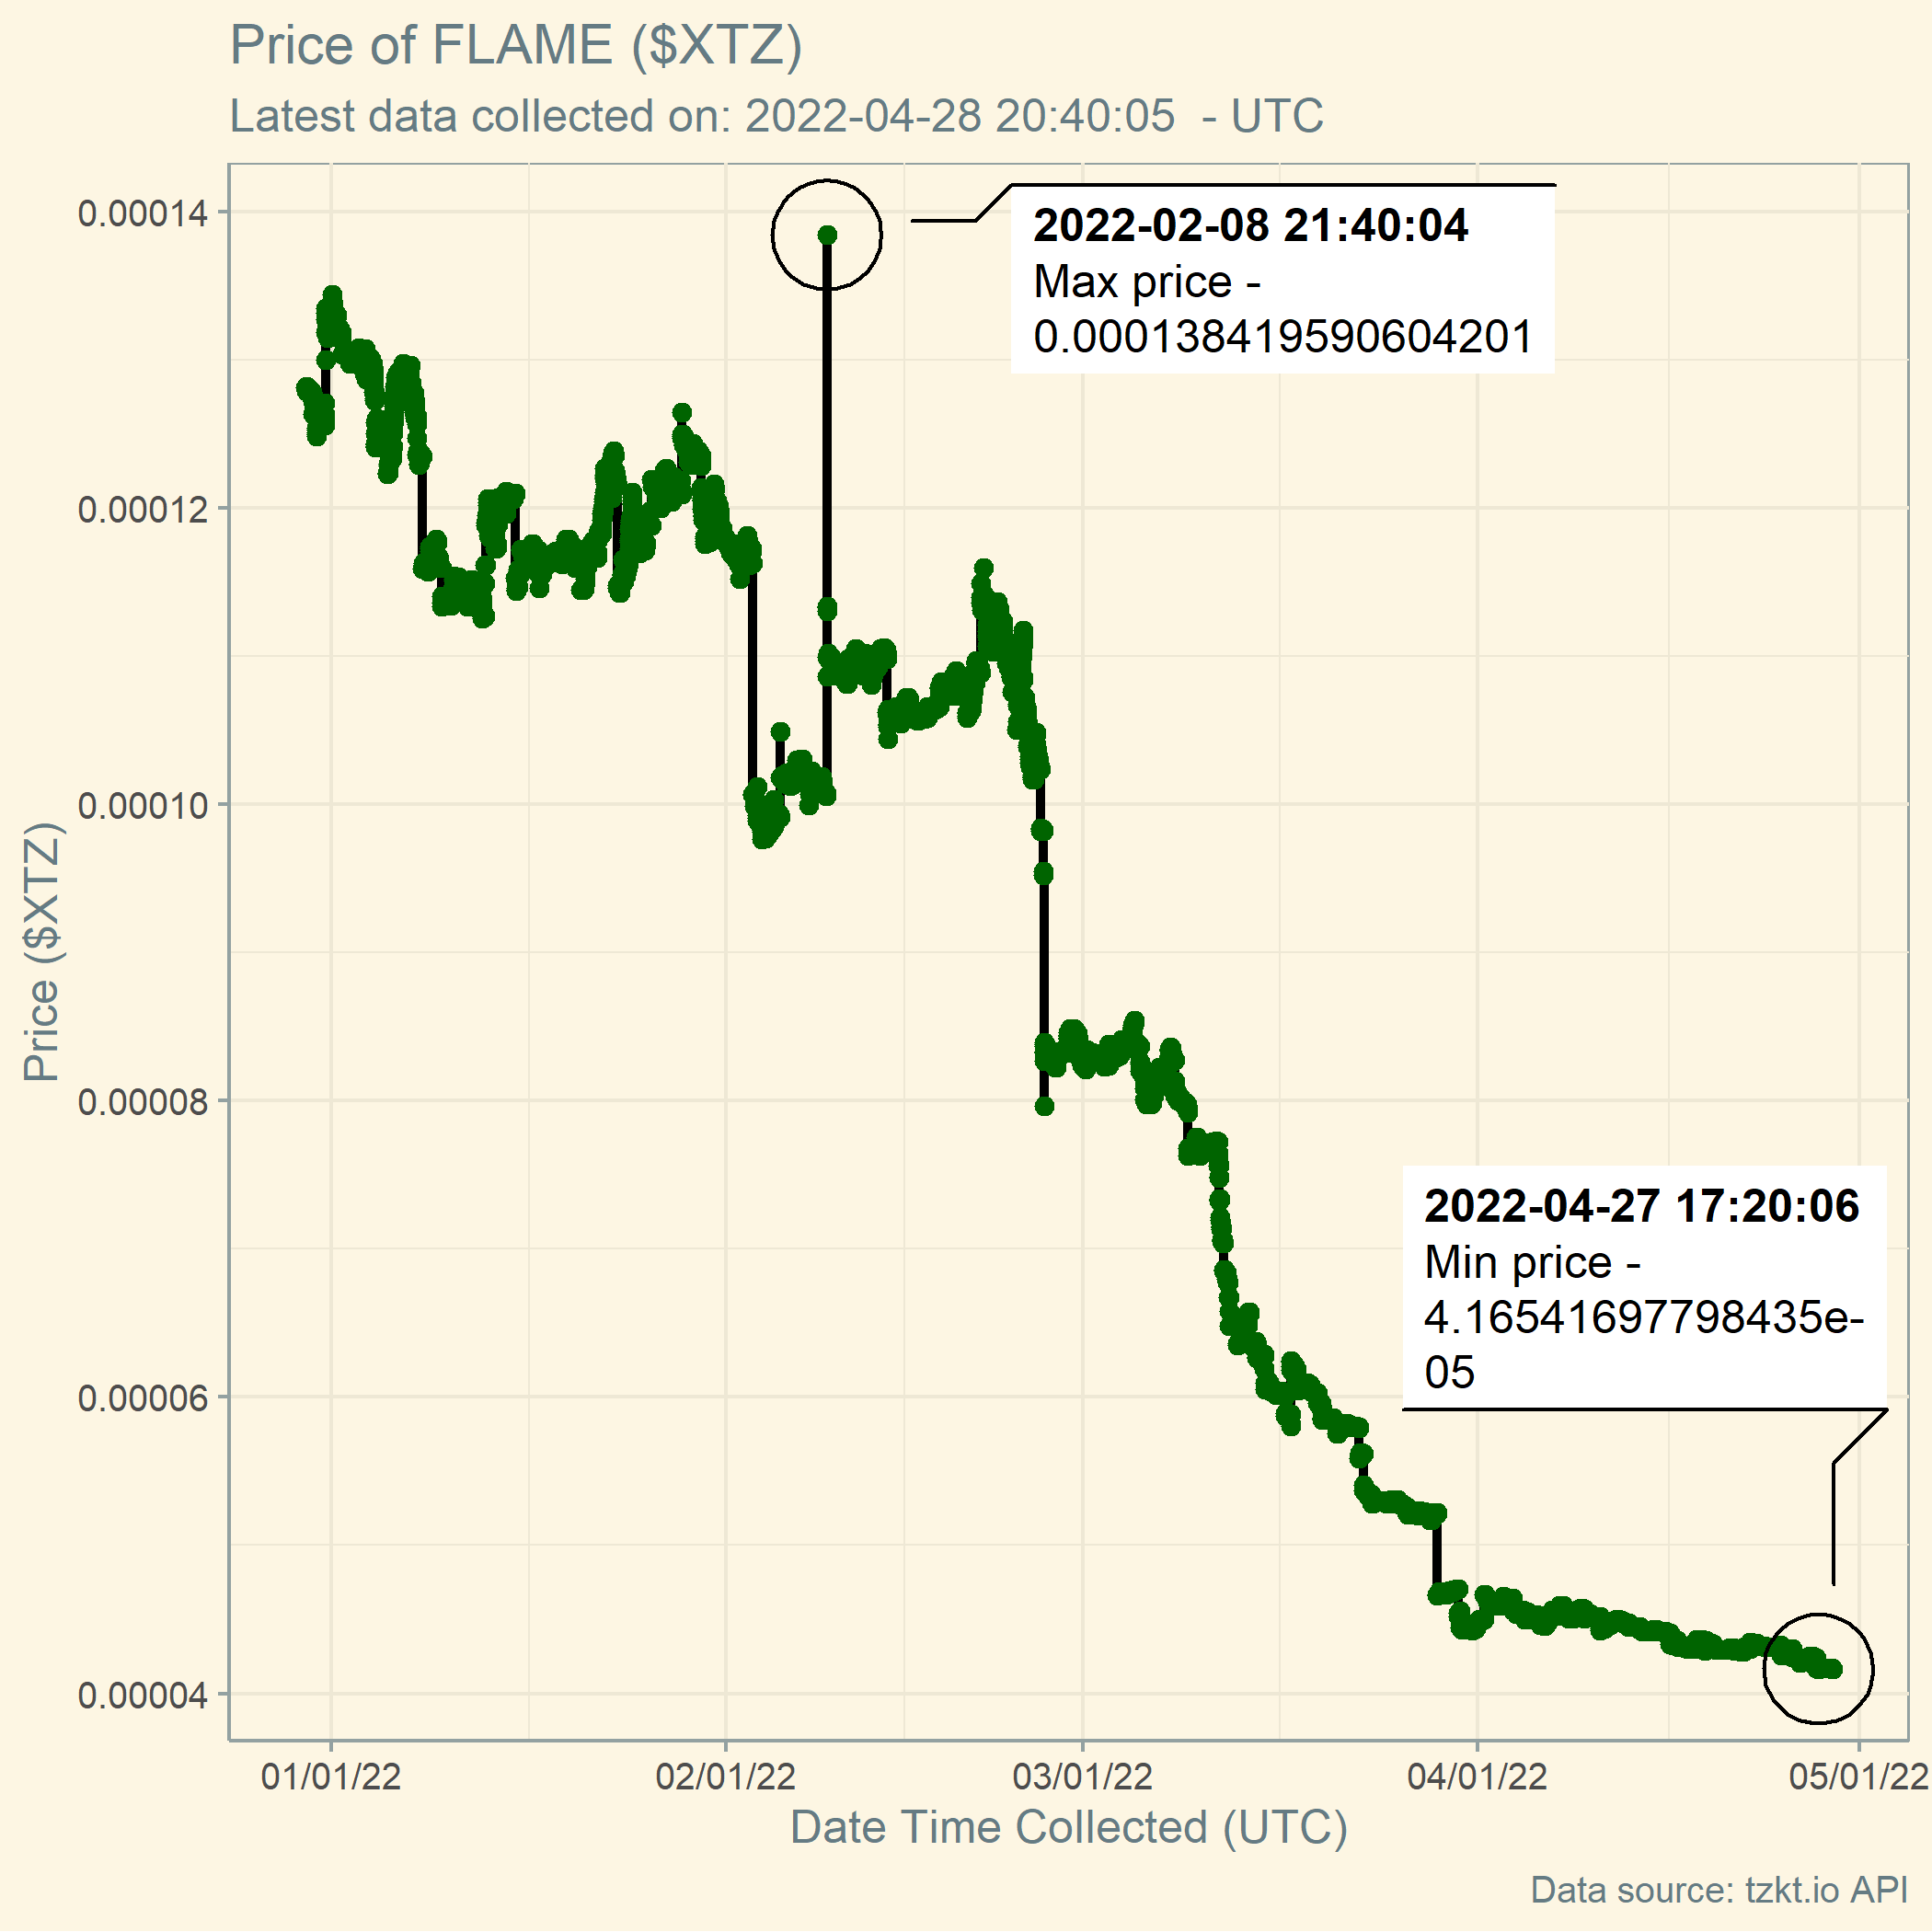 Price of FLAME ($XTZ)
Latest data collected on: 2022-04-28 20:40:05  - UTC
2022-02-08 21:40:04
Max price -
0.000138419590604201
2022-04-27 17:20:06
Min price -
4.16541697798435e-
05
Price ($XTZ)
0.00014
0.00012
0.00010
0.00008
0.00006
0.00004
01/01/22
02/01/22
03/01/22
04/01/22
05/01/22
Date Time Collected (UTC)
Data source: tzkt.io API